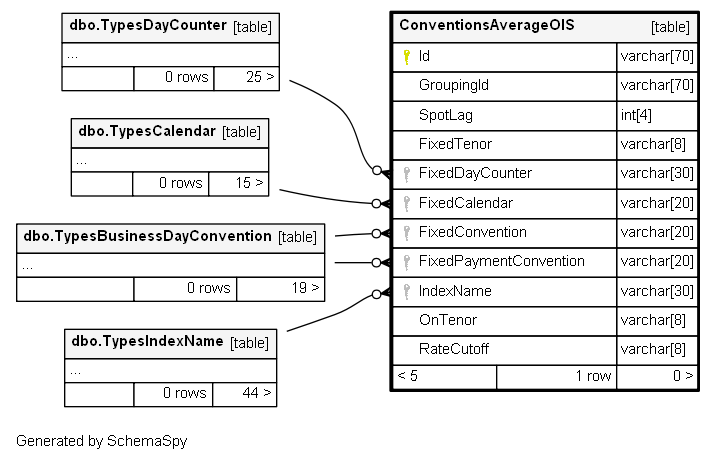 dbo.TypesDayCounter [table]
...
0 rows 25 >
dbo.TypesCalendar [table]
...
0 rows 15 >
dbo.TypesBusinessDayConvention [table]
...
0 rows 19 >
dbo.TypesIndexName [table]
...
0 rows 44 >
ConventionsAverageOIS [table]
Id varchar[70]
GroupingId varchar[70]
SpotLag int[4]
FixedTenor varchar[8]
FixedDayCounter varchar[30]
FixedCalendar varchar[20]
FixedConvention varchar[20]
FixedPaymentConvention varchar[20]
IndexName varchar[30]
OnTenor varchar[8]
RateCutoff varchar[8]
< 5 1 row 0 >
Generated by SchemaSpy